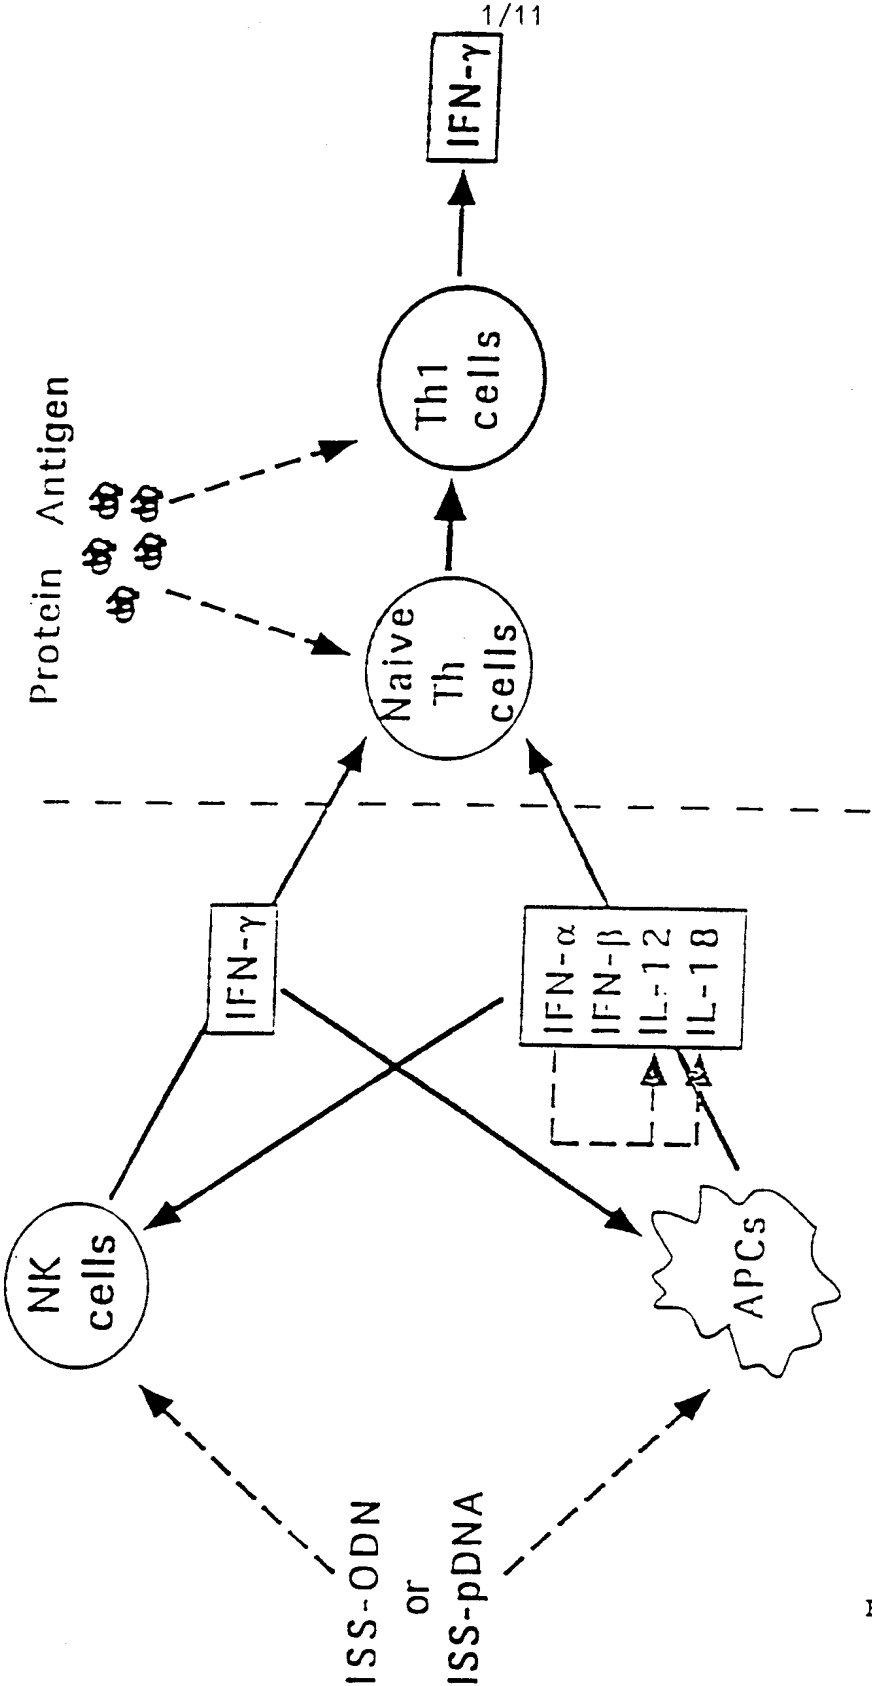 1/11
ISS-ODN
or
ISS-pDNA
NK
cells
APCs
IFN-γ
IFN-α
IFN-β
IL-12
IL-18
Protein Antigen
Naive
Th
cells
Th1
cells
IFN-γ